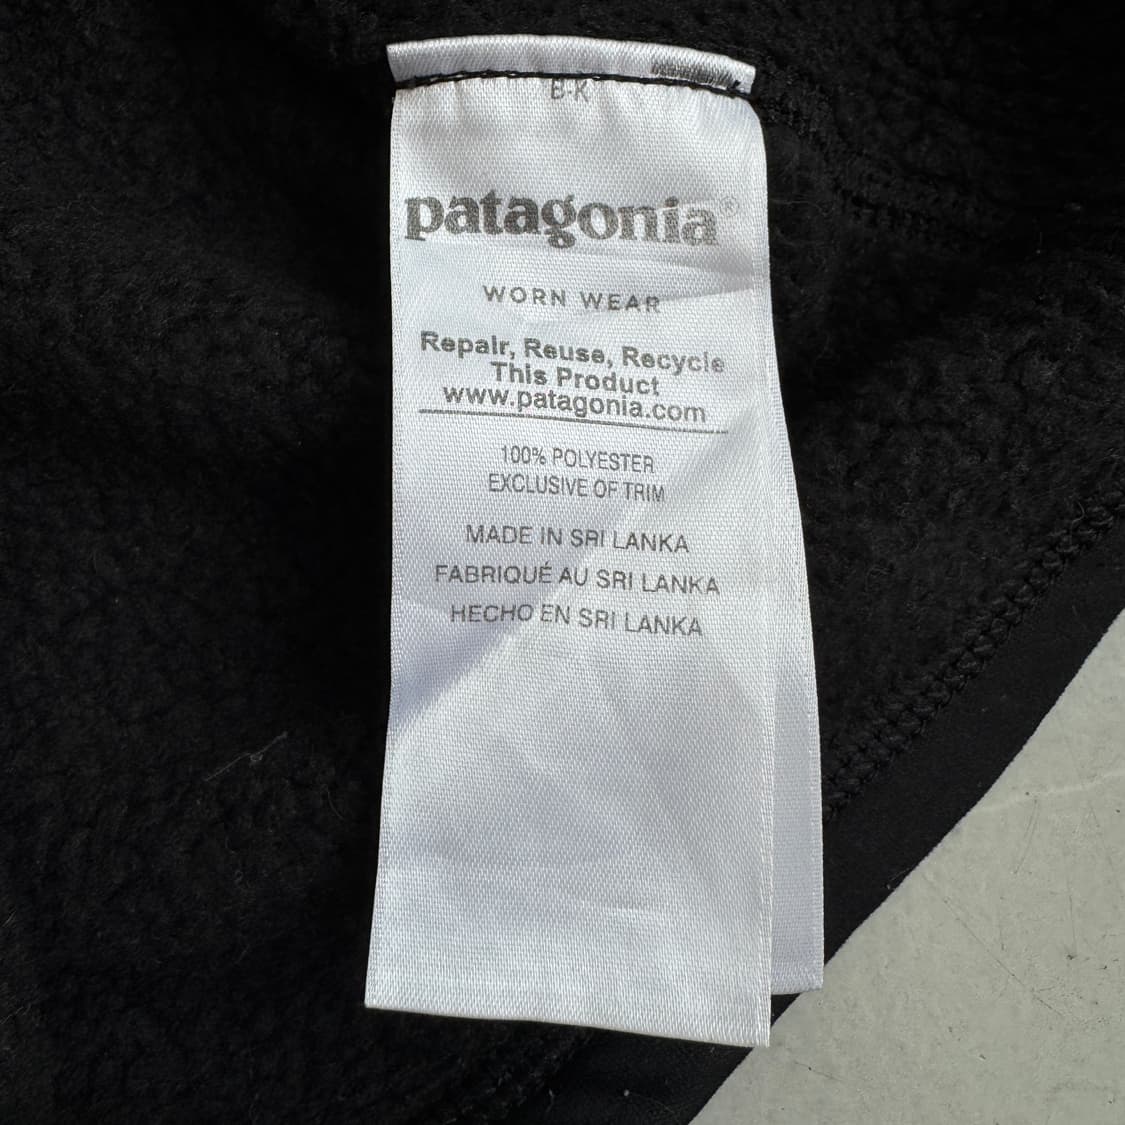 B-K
patagonia®
WORN WEAR
Repair, Reuse, Recycle
This Product
www.patagonia.com
100% POLYESTER
EXCLUSIVE OF TRIM
MADE IN SRI LANKA
FABRIQUÉ AU SRI LANKA
HECHO EN SRI LANKA